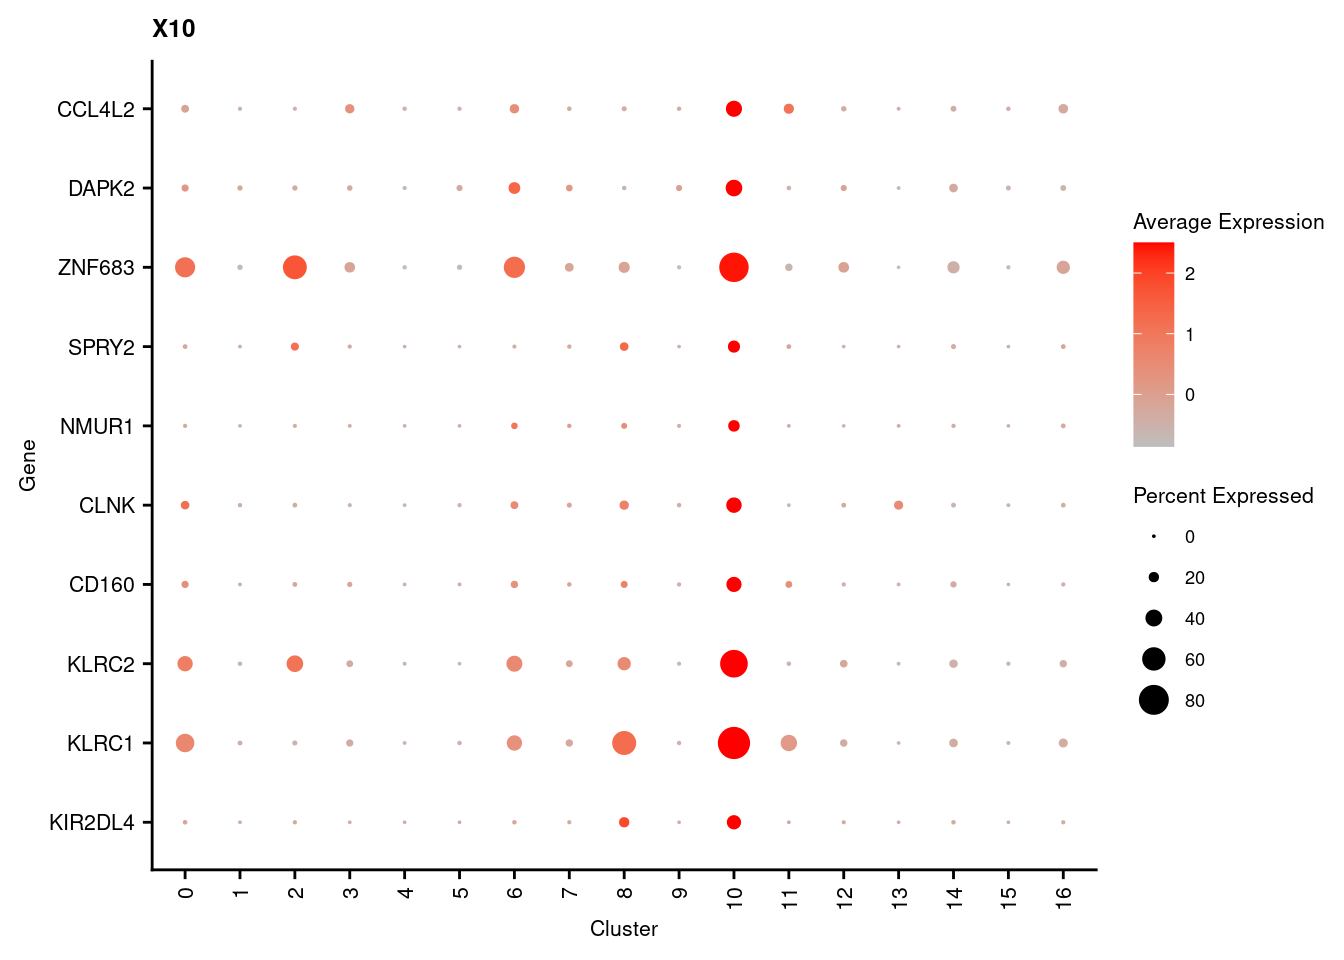 X10
CCL4L2
DAPK2
ZNF683
SPRY2
NMUR1
CLNK
CD160
KLRC2
KLRC1
KIR2DL4
Gene
0 1 2 3 4 5 6 7 8 9 10 11 12 13 14 15 16
Cluster
Average Expression
2
1
0
Percent Expressed
0
20
40
60
80